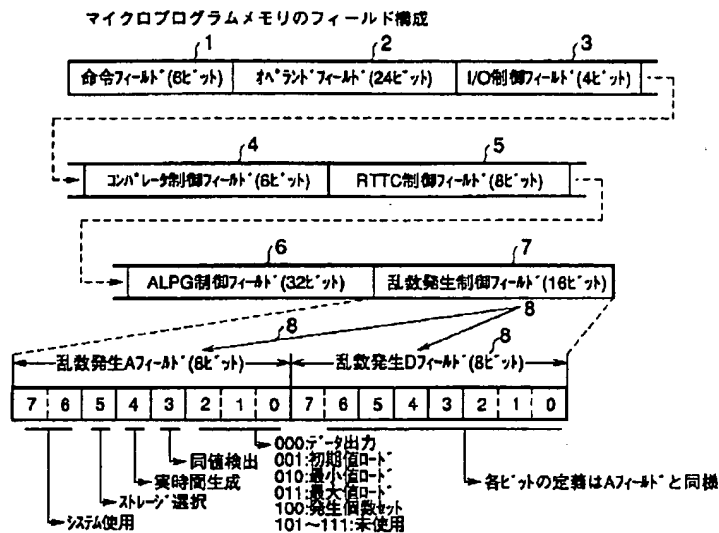 マイクロプログラムメモリのフィールド構成
1 2 3
命令フィールド(8ビット) オペランドフィールド(24ビット) I/O制御フィールド(4ビット)
4 5
コンパレータ制御フィールド(6ビット) RTTC制御フィールド(8ビット)
6 7
ALPG制御フィールド(32ビット) 乱数発生制御フィールド(16ビット)
8
8 8
乱数発生Aフィールド(8ビット) 乱数発生Dフィールド(8ビット)
7 6 5 4 3 2 1 0 7 6 5 4 3 2 1 0
000:データ出力
同値検出 001:初期値ロード
010:最小値ロード 各ビットの定義はAフィールドと同様
実時間生成 011:最大値ロード
ストレージ選択 100:発生個数セット
システム使用 101～111:未使用